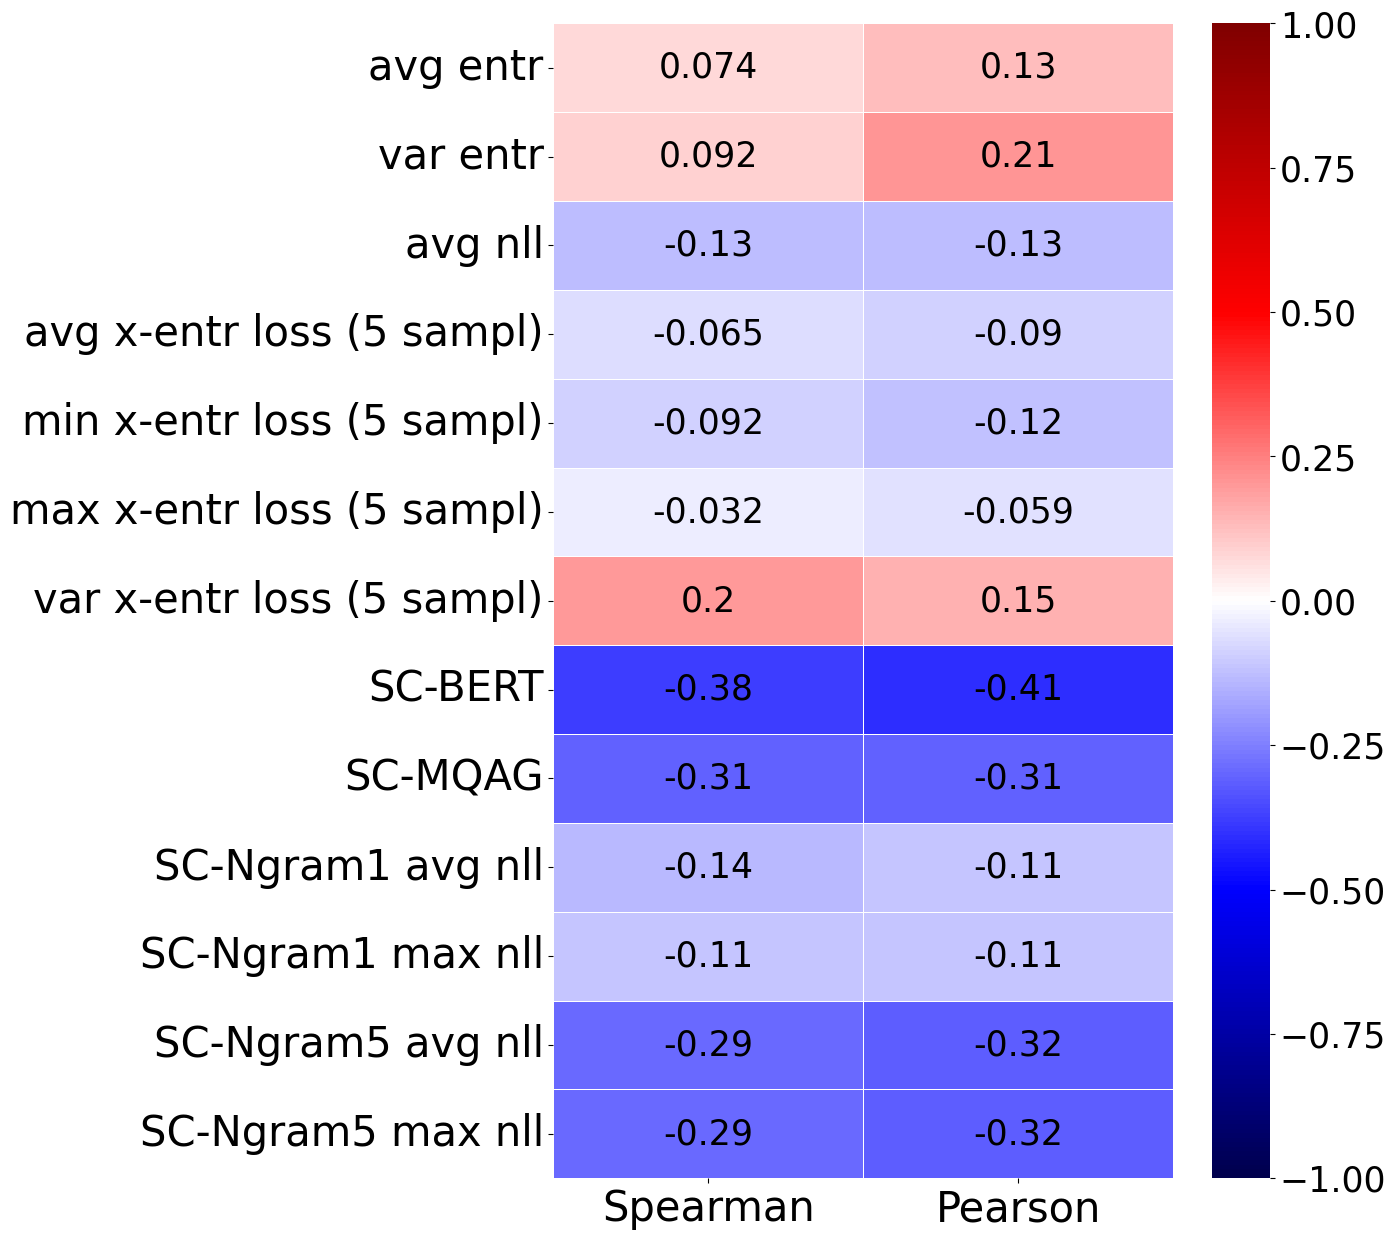 avg entr 0.074 0.13
var entr 0.092 0.21
avg nll -0.13 -0.13
avg x-entr loss (5 sampl) -0.065 -0.09
min x-entr loss (5 sampl) -0.092 -0.12
max x-entr loss (5 sampl) -0.032 -0.059
var x-entr loss (5 sampl) 0.2 0.15
SC-BERT -0.38 -0.41
SC-MQAG -0.31 -0.31
SC-Ngram1 avg nll -0.14 -0.11
SC-Ngram1 max nll -0.11 -0.11
SC-Ngram5 avg nll -0.29 -0.32
SC-Ngram5 max nll -0.29 -0.32
Spearman Pearson
1.00
0.75
0.50
0.25
0.00
−0.25
−0.50
−0.75
−1.00